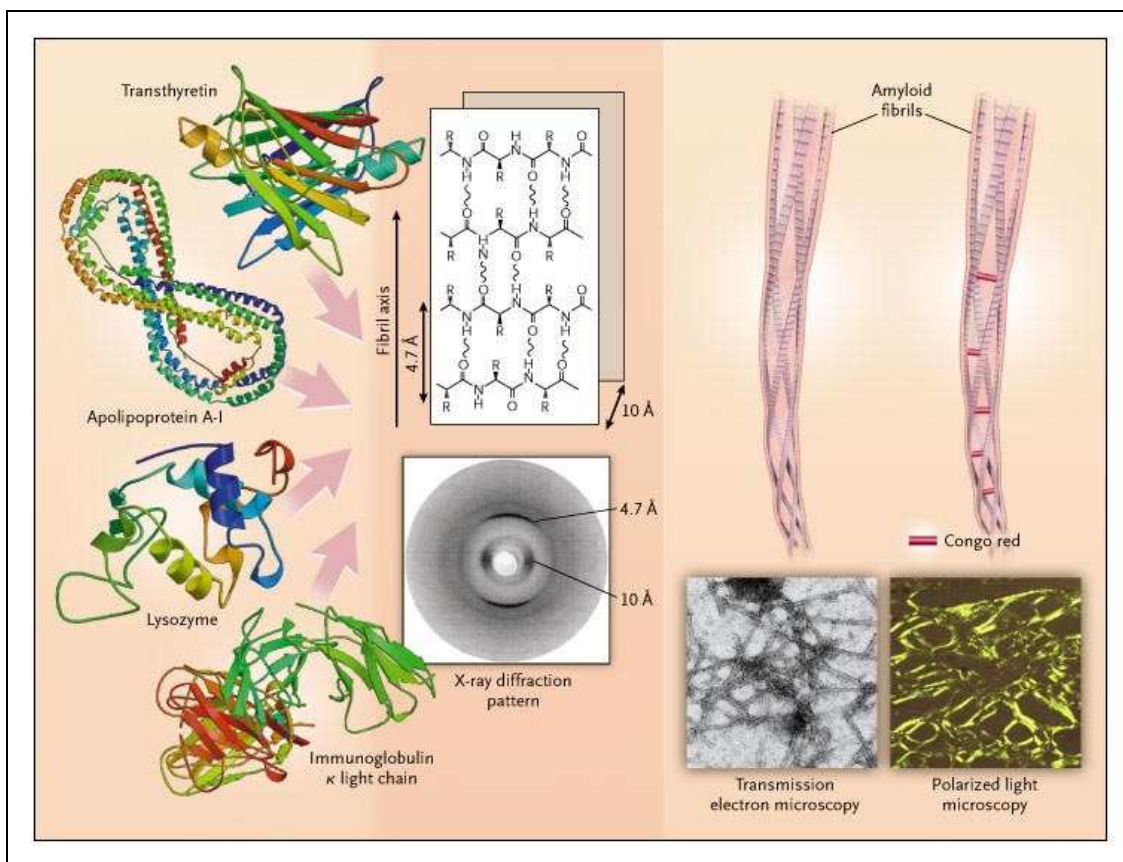 Transthyretin
Apolipoprotein A-I
Lysozyme
Immunoglobulin
κ light chain
Fibril axis
4.7 Å
10 Å
R O R O
N H N H
R
H O H O
O H O
R
N N
R O R
H
N O H
R O R O
N H N H
R
H O H O
O R H O
N N
R H O R
4.7 Å
10 Å
X-ray diffraction
pattern
Amyloid
fibrils
Congo red
Transmission
electron microscopy
Polarized light
microscopy